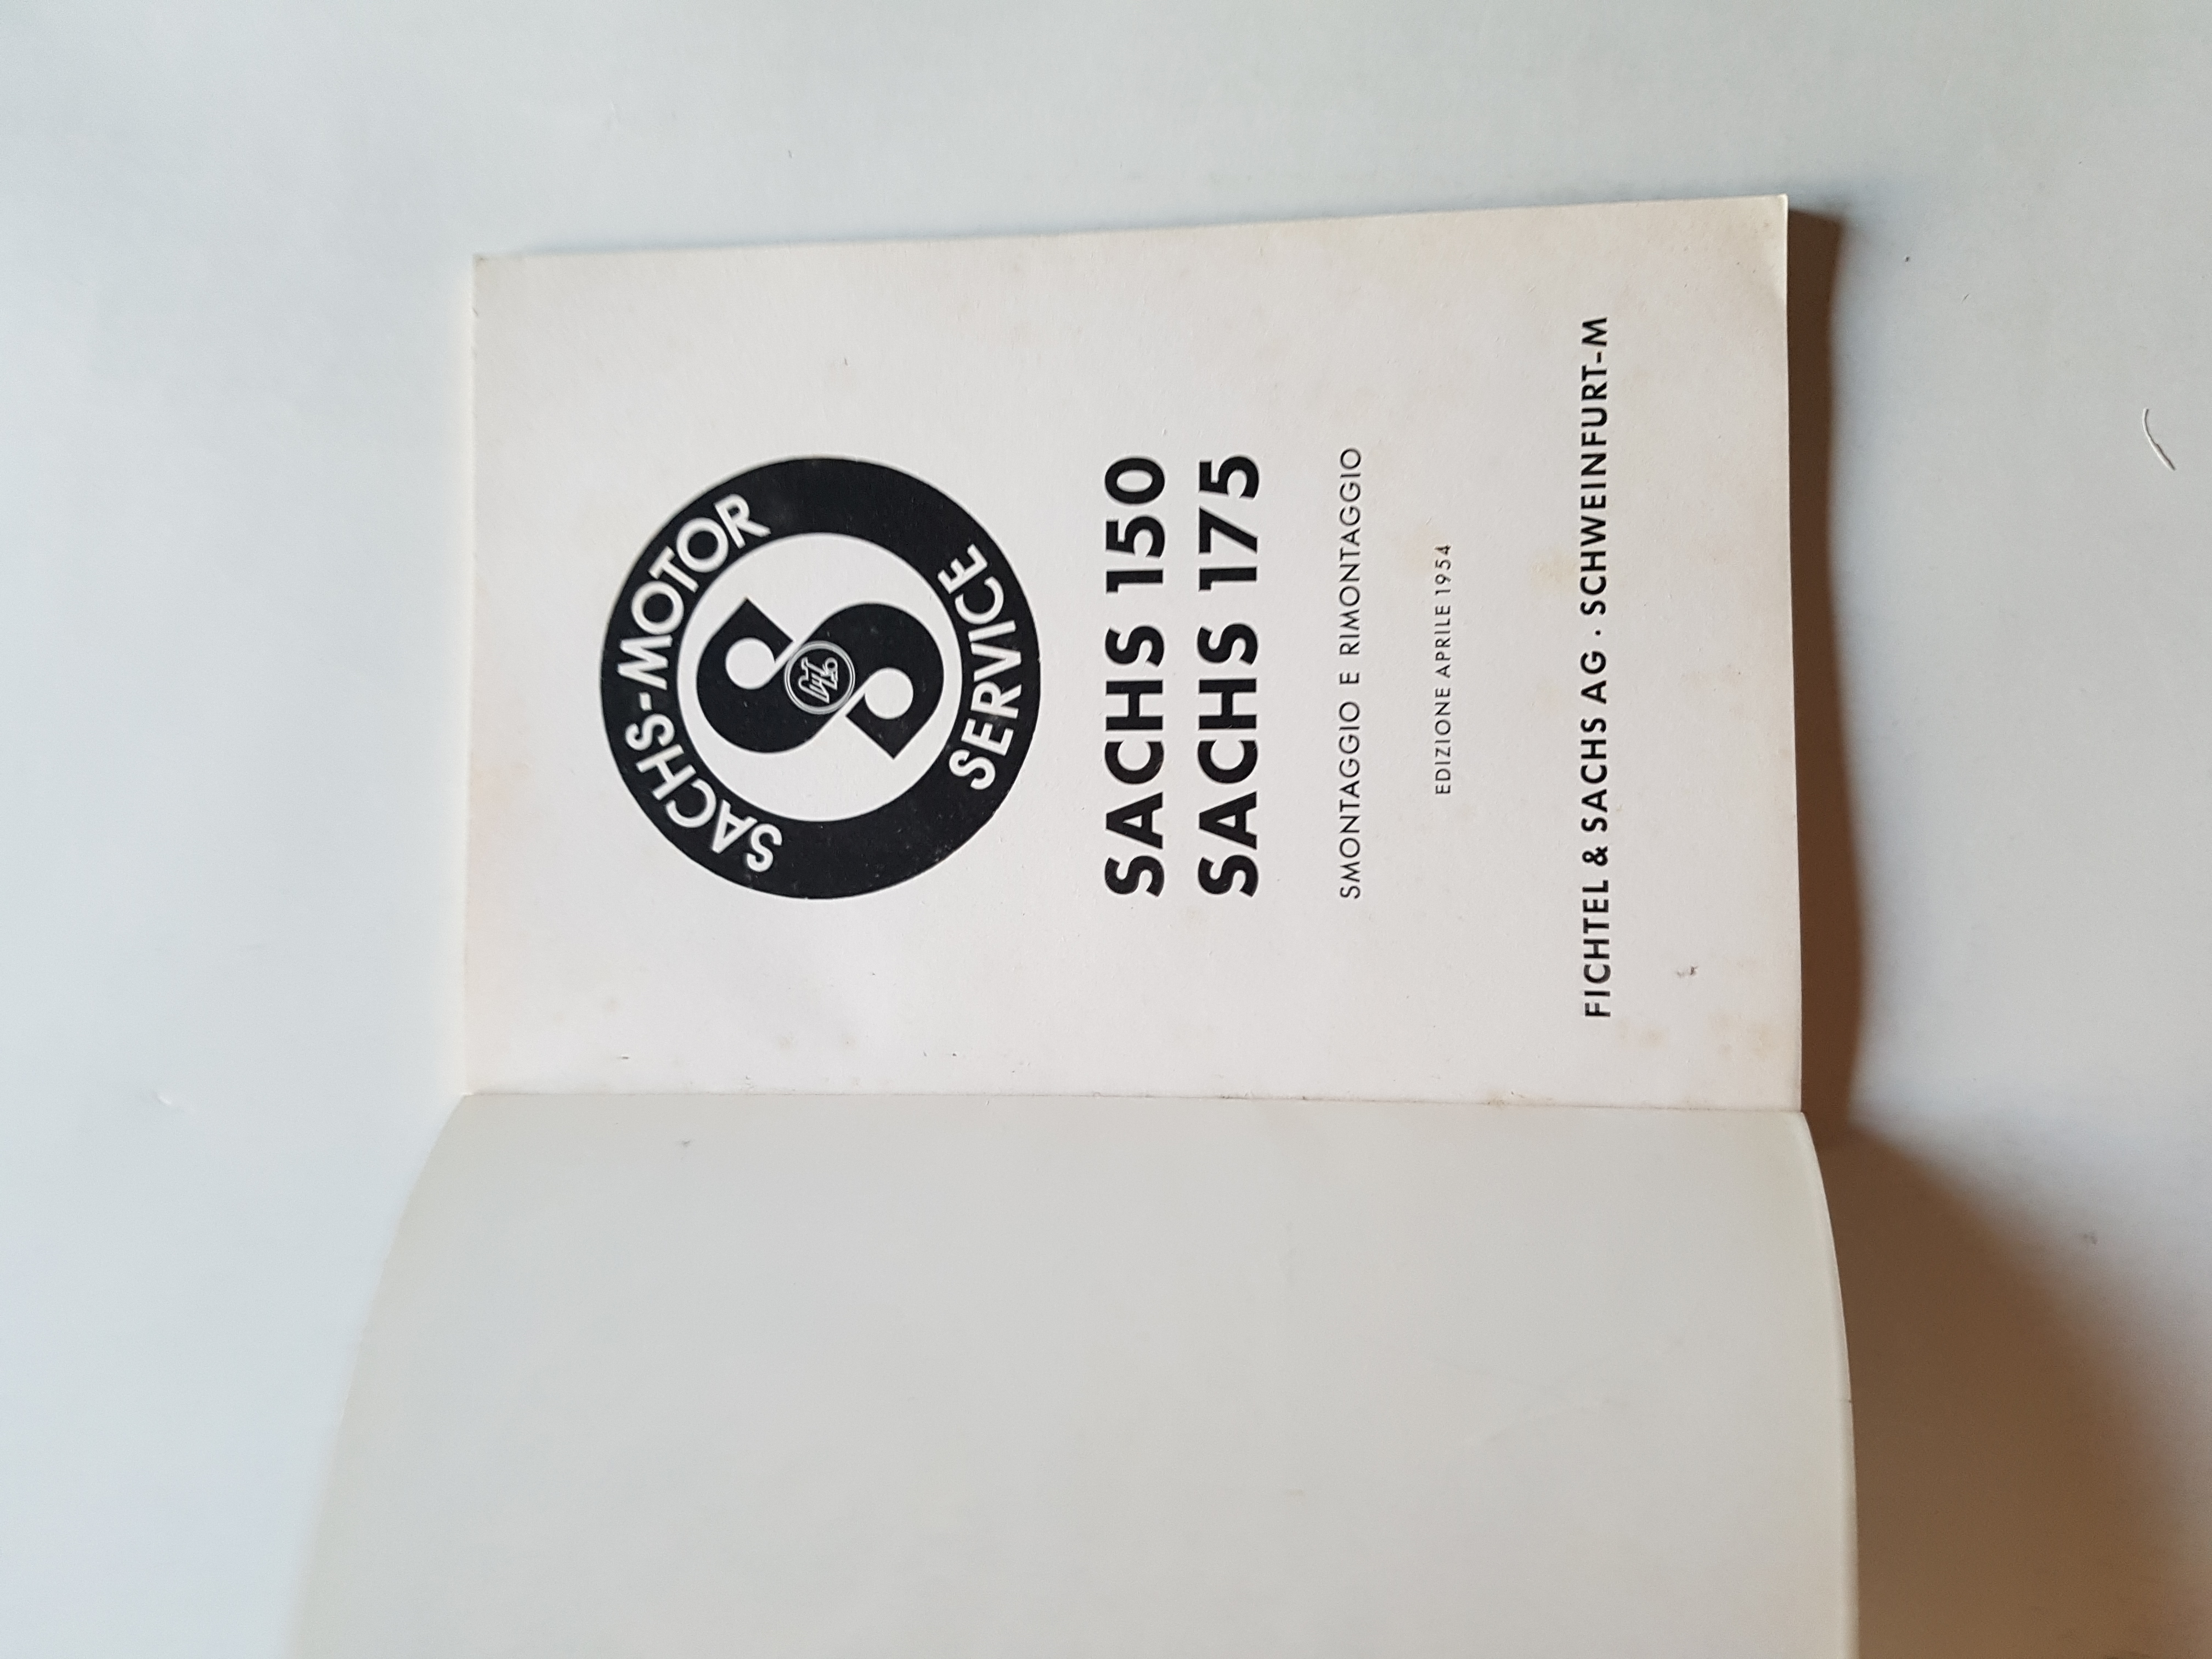 SACHS-MOTOR
SERVICE
SACHS 150
SACHS 175
SMONTAGGIO E RIMONTAGGIO
EDIZIONE APRILE 1954
FICHTEL & SACHS AG · SCHWEINFURT-M